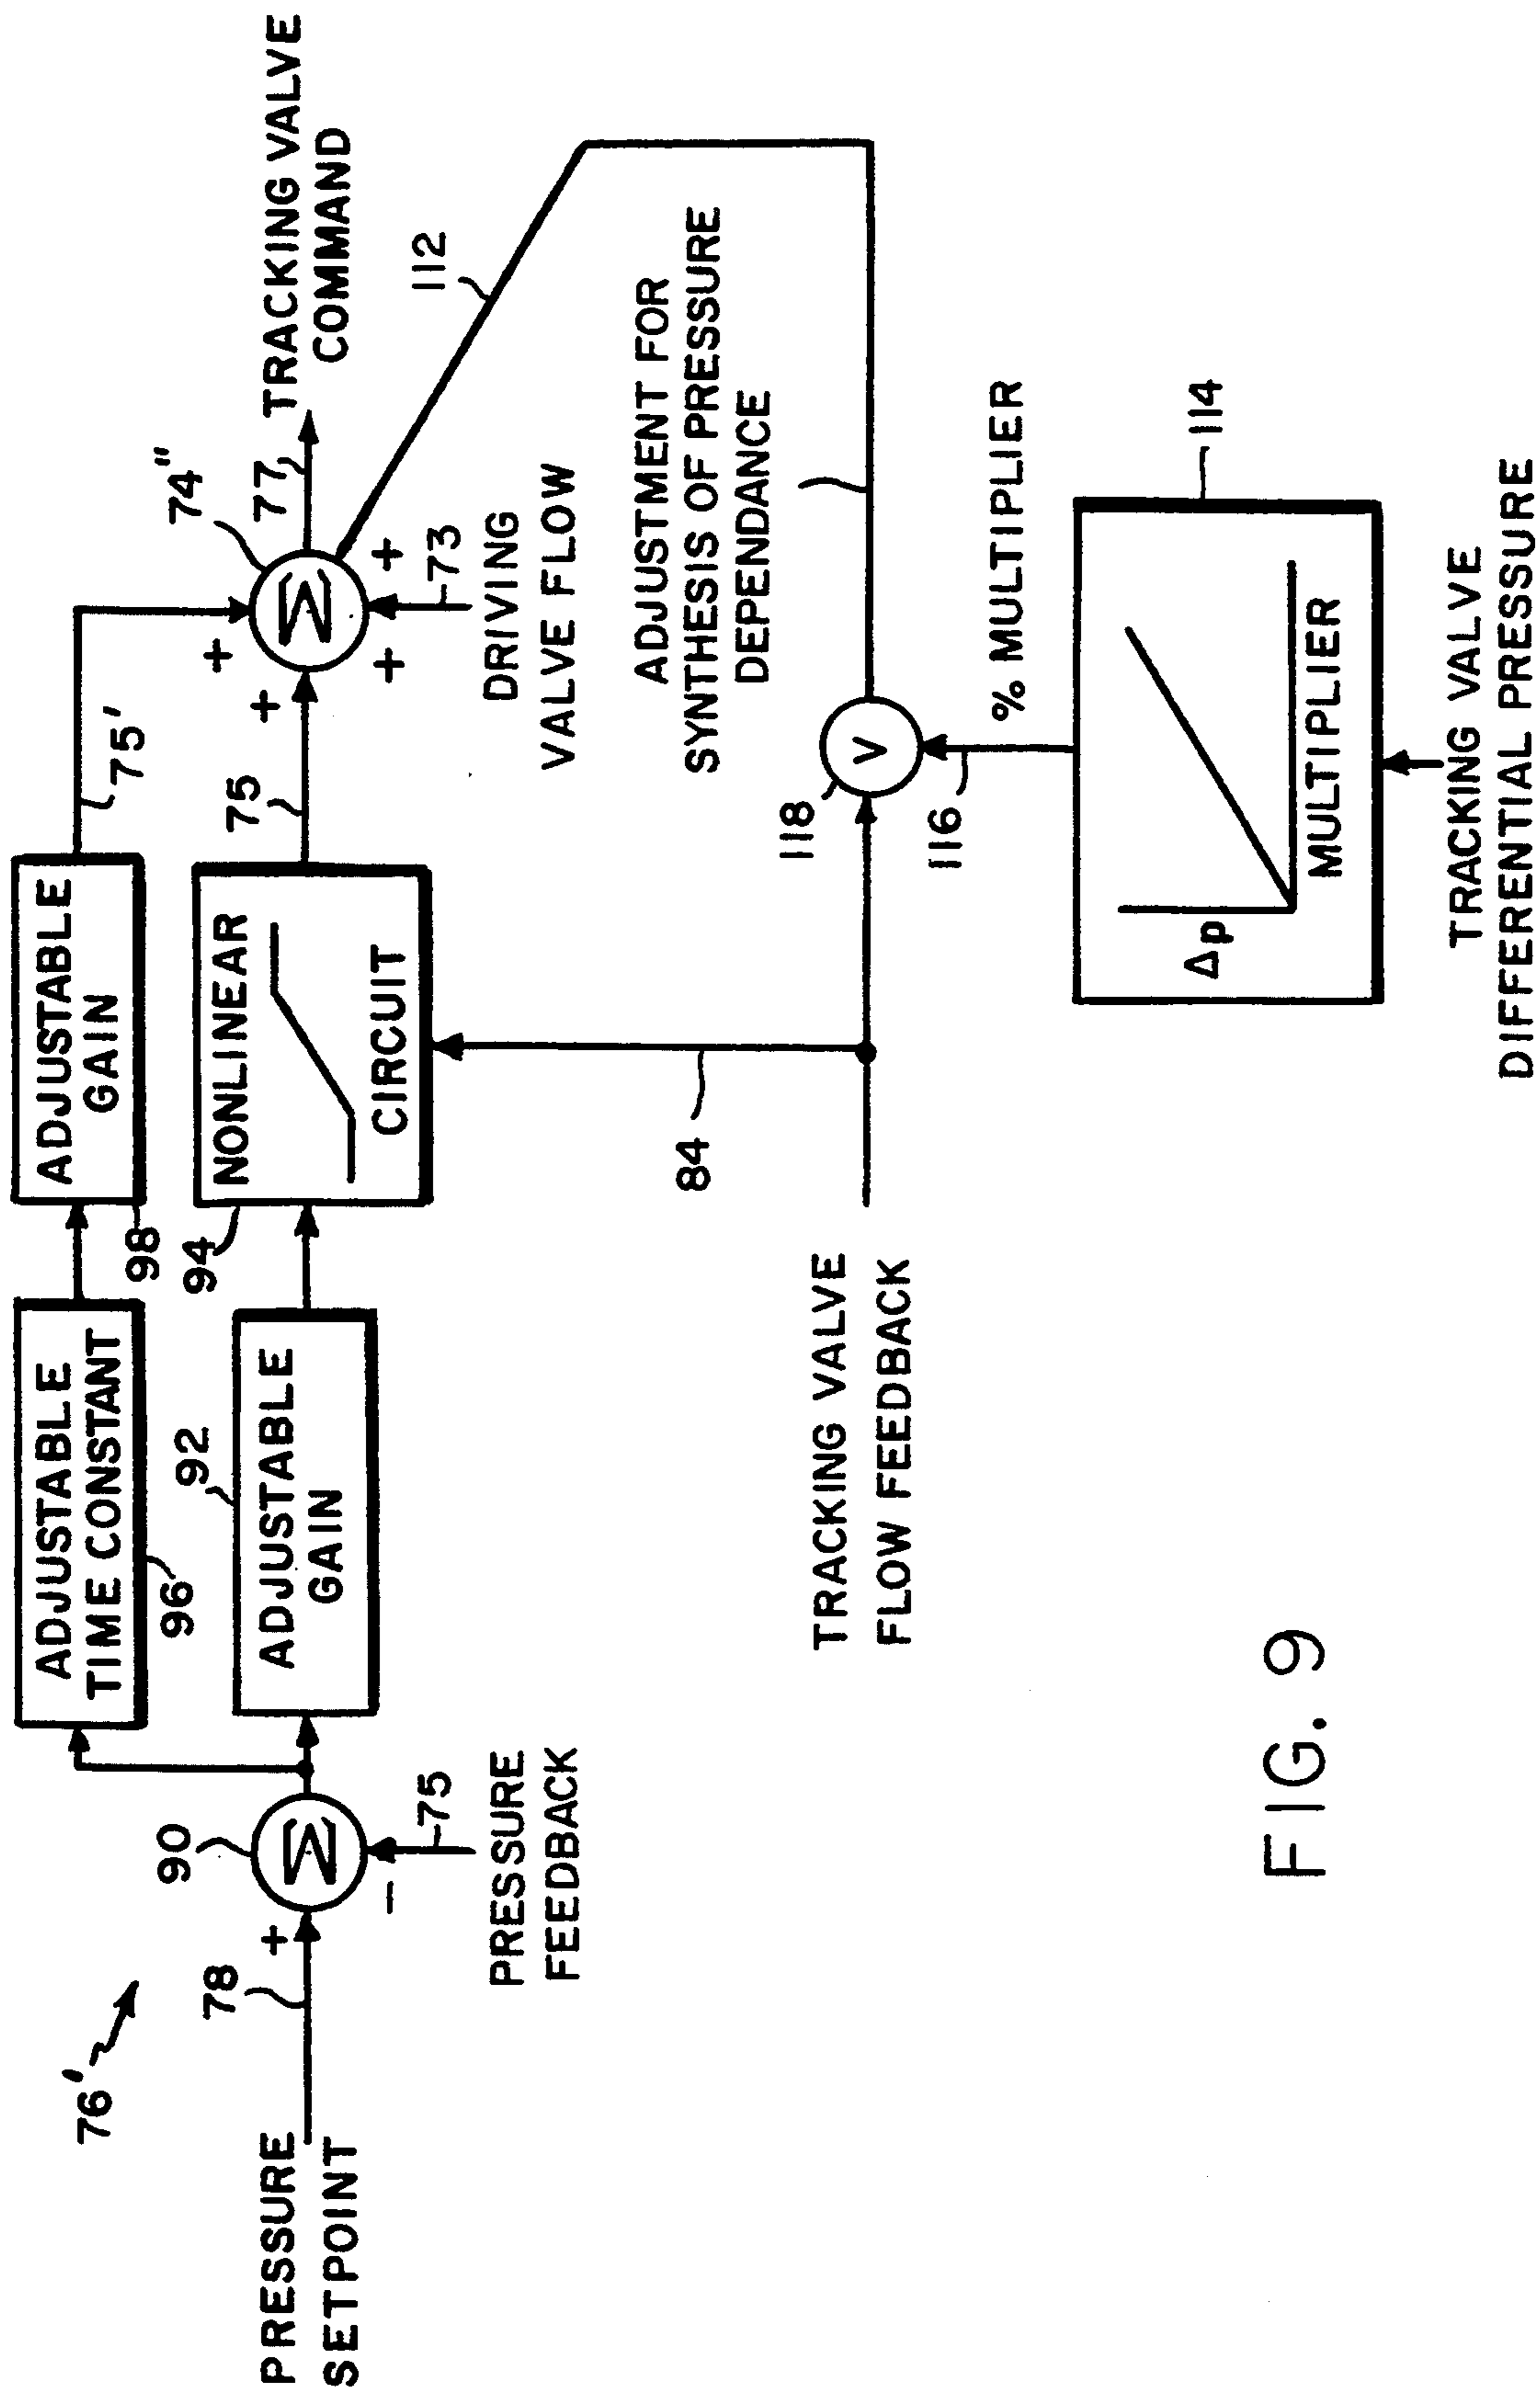 76'
PRESSURE
SETPOINT
78
+
90
Σ
-
75
PRESSURE
FEEDBACK
ADJUSTABLE
TIME CONSTANT
96
92
ADJUSTABLE
GAIN
ADJUSTABLE
GAIN
98
94
NONLINEAR
CIRCUIT
75'
75
+
+
74"
Σ
+
+
77
TRACKING VALVE
COMMAND
73
DRIVING
VALVE FLOW
112
ADJUSTMENT FOR
SYNTHESIS OF PRESSURE
DEPENDANCE
84
TRACKING VALVE
FLOW FEEDBACK
118
V
116
% MULTIPLIER
114
Δp
MULTIPLIER
TRACKING VALVE
DIFFERENTIAL PRESSURE
FIG. 9